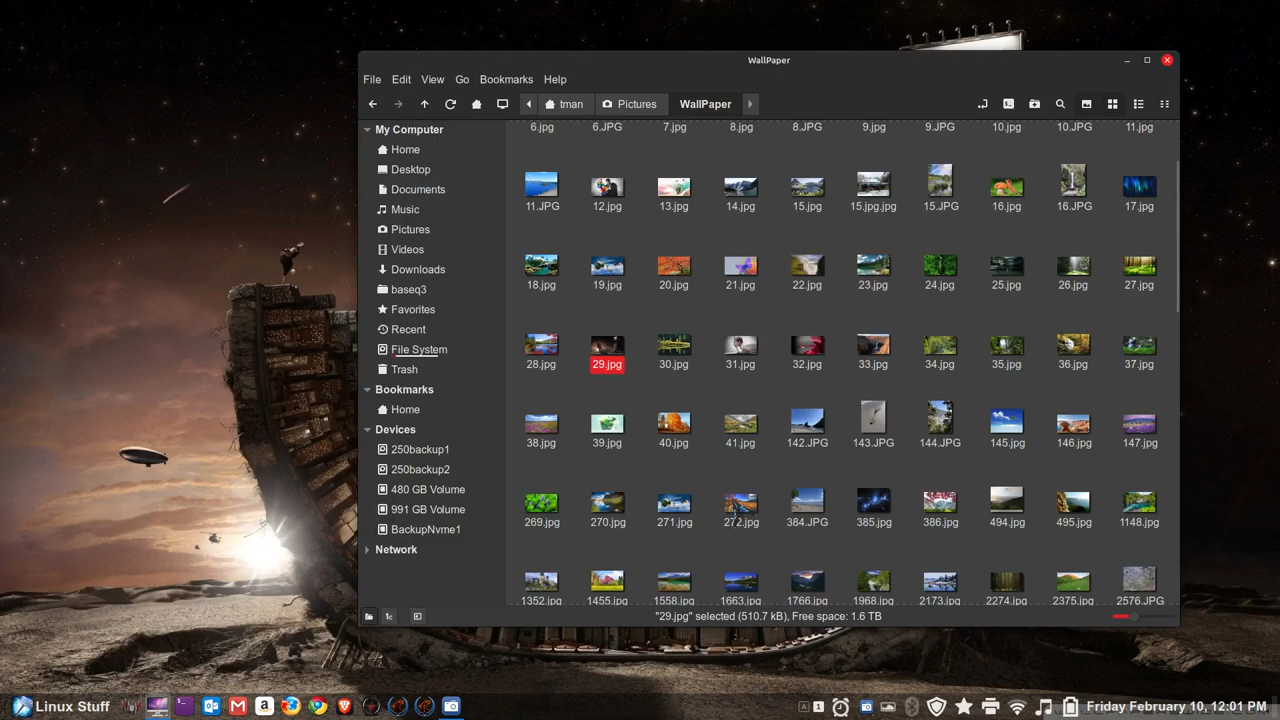 WallPaper
File Edit View Go Bookmarks Help
tman Pictures WallPaper
My Computer
Home
Desktop
Documents
Music
Pictures
Videos
Downloads
baseq3
Favorites
Recent
File System
Trash
Bookmarks
Home
Devices
250backup1
250backup2
480 GB Volume
991 GB Volume
BackupNvme1
Network
6.jpg 6.JPG 7.jpg 8.jpg 8.JPG 9.jpg 9.JPG 10.jpg 10.JPG 11.jpg
11.JPG 12.jpg 13.jpg 14.jpg 15.jpg 15.jpg.jpg 15.JPG 16.jpg 16.JPG 17.jpg
18.jpg 19.jpg 20.jpg 21.jpg 22.jpg 23.jpg 24.jpg 25.jpg 26.jpg 27.jpg
28.jpg 29.jpg 30.jpg 31.jpg 32.jpg 33.jpg 34.jpg 35.jpg 36.jpg 37.jpg
38.jpg 39.jpg 40.jpg 41.jpg 142.JPG 143.JPG 144.JPG 145.jpg 146.jpg 147.jpg
269.jpg 270.jpg 271.jpg 272.jpg 384.JPG 385.jpg 386.jpg 494.jpg 495.jpg 1148.jpg
1352.jpg 1455.jpg 1558.jpg 1663.jpg 1766.jpg 1968.jpg 2173.jpg 2274.jpg 2375.jpg 2576.JPG
"29.jpg" selected (510.7 kB), Free space: 1.6 TB
Linux Stuff A 1 Friday February 10, 12:01 PM